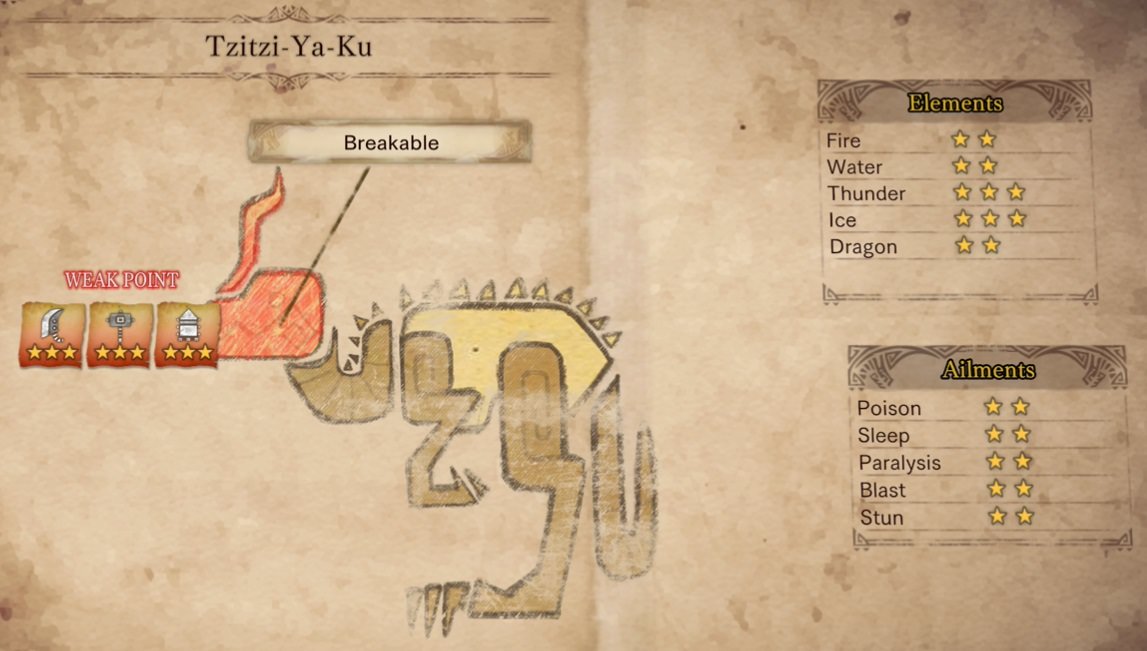 Tzitzi-Ya-Ku
Breakable
WEAK POINT
Elements
Fire
Water
Thunder
Ice
Dragon
Ailments
Poison
Sleep
Paralysis
Blast
Stun